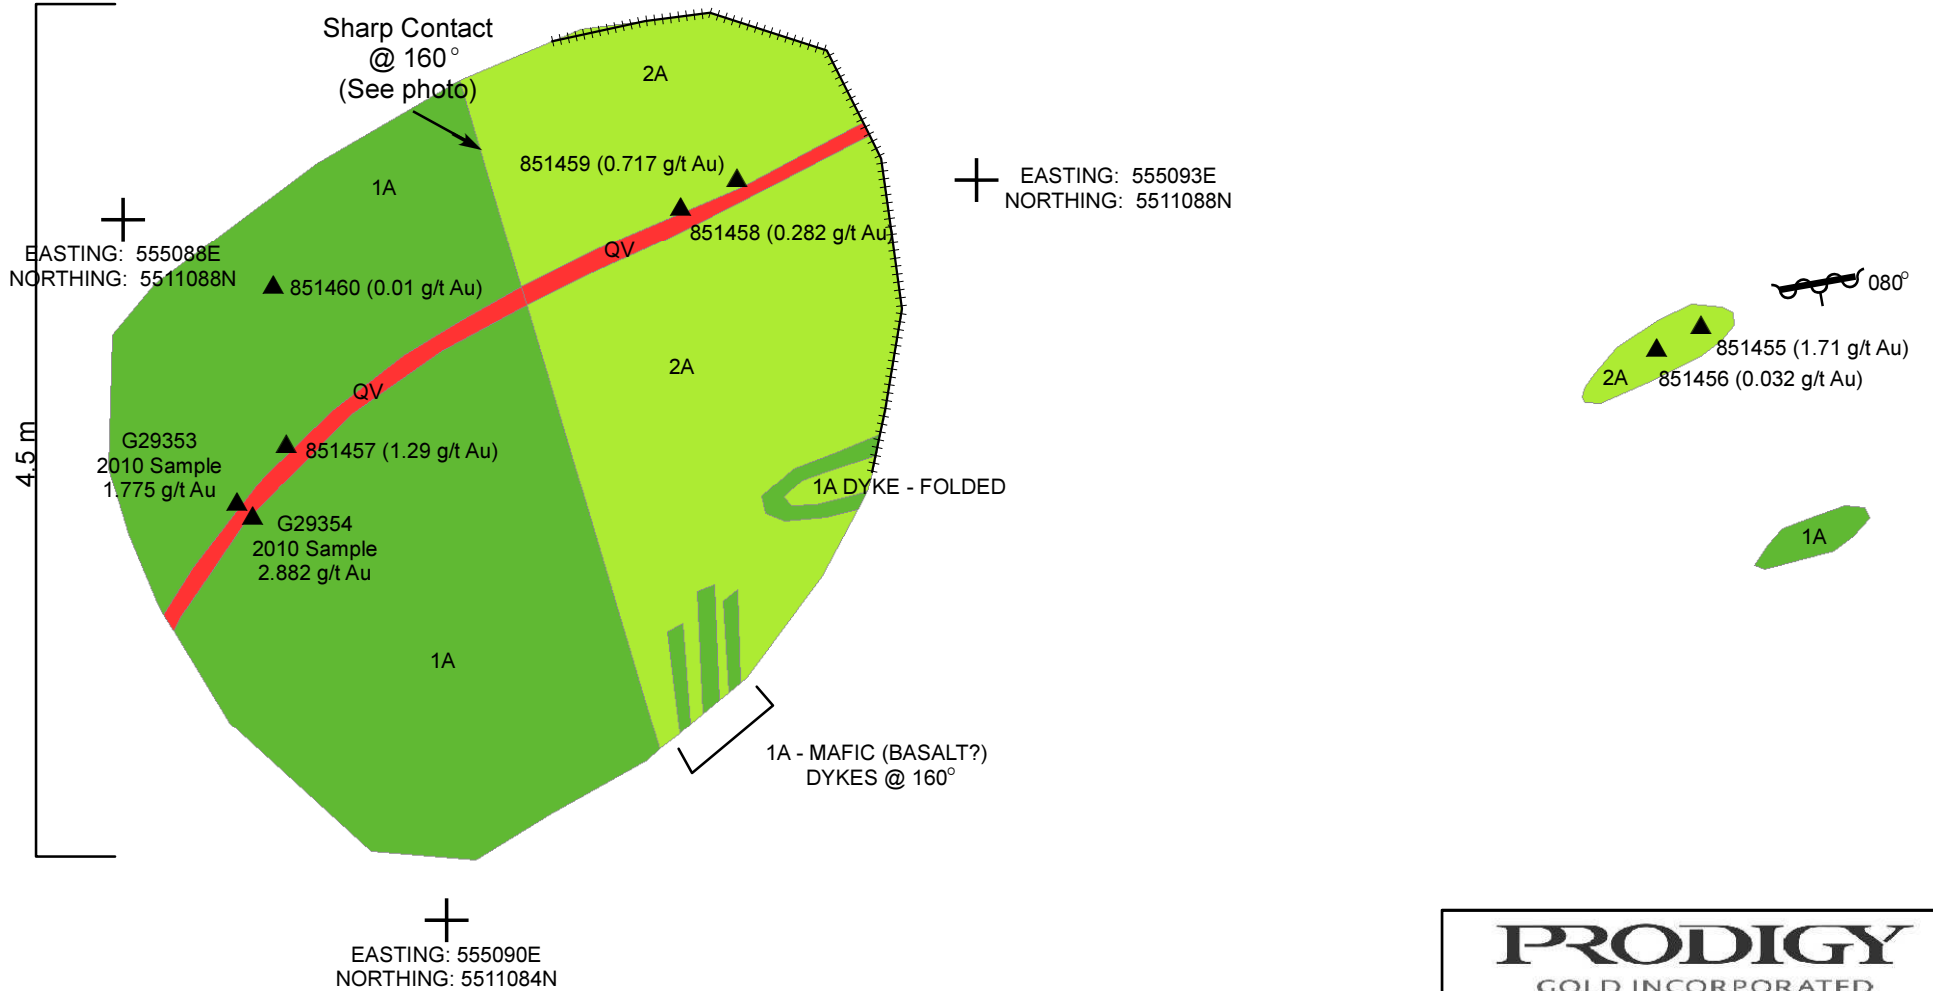 Sharp Contact
@ 160°
(See photo)
2A
1A
851459 (0.717 g/t Au)
851458 (0.282 g/t Au)
QV
EASTING: 555093E
NORTHING: 5511088N
EASTING: 555088E
NORTHING: 5511088N
851460 (0.01 g/t Au)
080°
851455 (1.71 g/t Au)
2A
851456 (0.032 g/t Au)
2A
QV
G29353
2010 Sample
1.775 g/t Au
851457 (1.29 g/t Au)
4.5 m
1A DYKE - FOLDED
G29354
2010 Sample
2.882 g/t Au
1A
1A
1A - MAFIC (BASALT?)
DYKES @ 160°
EASTING: 555090E
NORTHING: 5511084N
PRODIGY
GOLD INCORPORATED